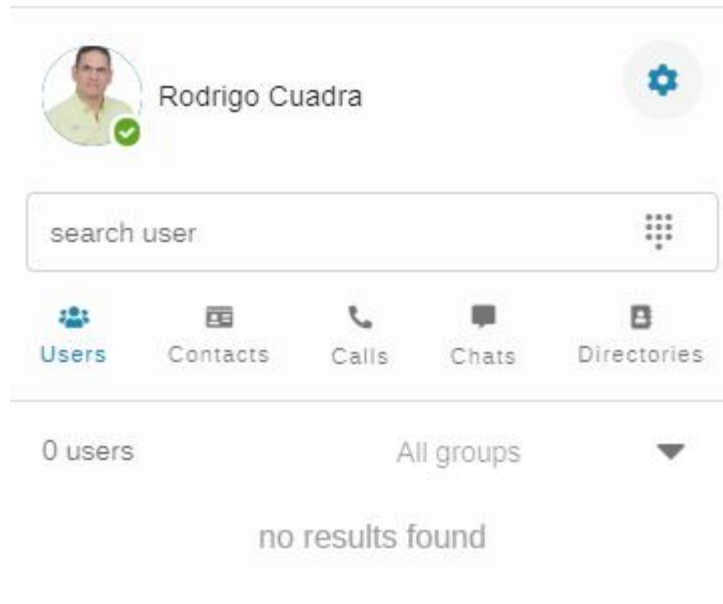 Rodrigo Cuadra
search user
Users Contacts Calls Chats Directories
0 users All groups
no results found